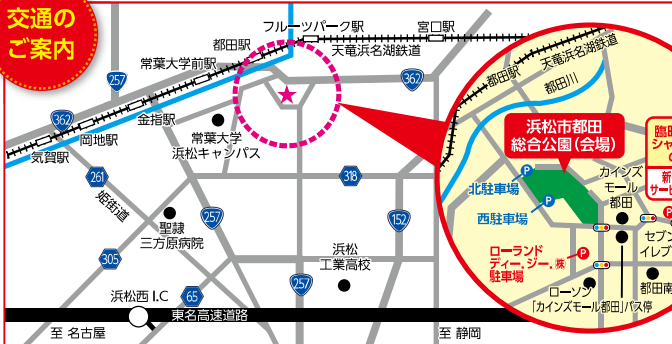 交通の
ご案内
フルーツパーク駅
宮口駅
都田駅
天竜浜名湖鉄道
常葉大学前駅
257
362
362
金指駅
岡地駅
気賀駅
常葉大学
浜松キャンパス
261
姫街道
318
257
152
聖隷
三方原病院
浜松
工業高校
305
257
65
浜松西I.C
東名高速道路
至 名古屋
至 静岡
天竜浜名湖鉄道
都田駅
都田川
浜松市都田
総合公園(会場)
北駐車場
P
西駐車場
P
カインズ
モール
都田
ローランド
ディー.ジー.㈱
駐車場
P
P
セブン
イレブ
ローソン
都田南
「カインズモール都田」バス停
シャ
新
サービ